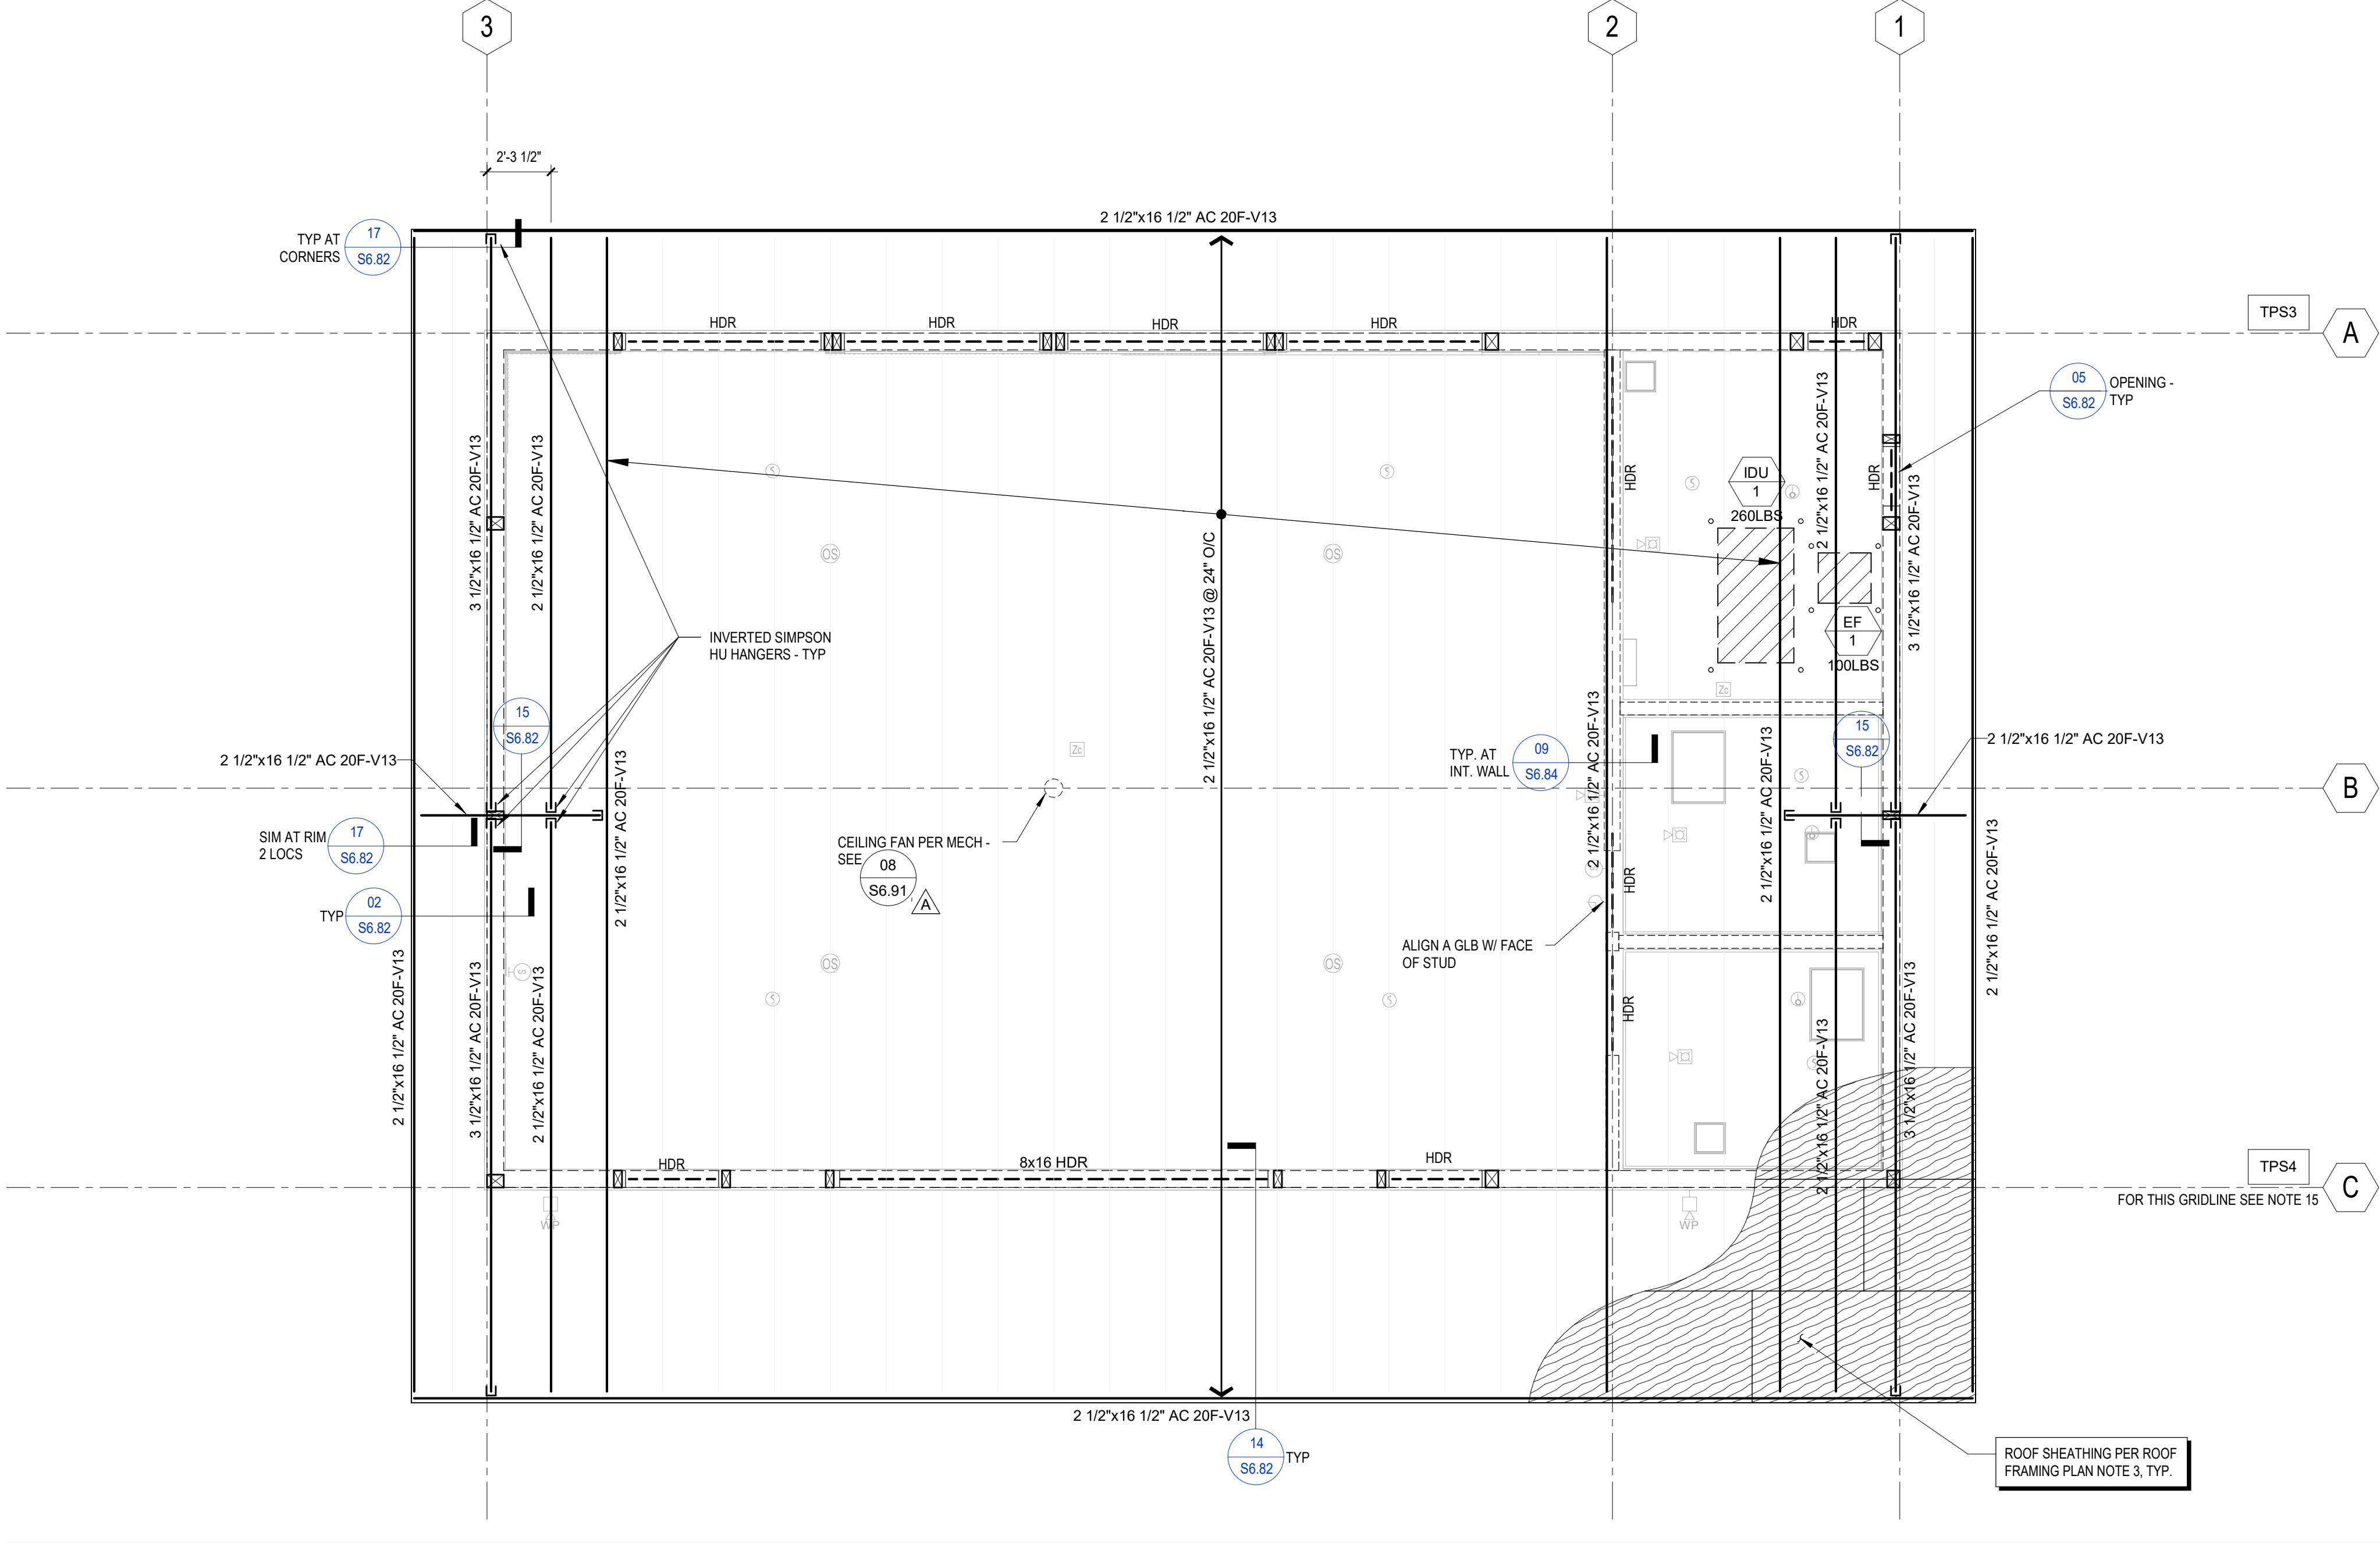 3
2
1
2'-3 1/2"
2 1/2"x16 1/2" AC 20F-V13
TYP AT
CORNERS
17
S6.82
TPS3
A
HDR
HDR
HDR
HDR
HDR
05
S6.82
OPENING -
TYP
3 1/2"x16 1/2" AC 20F-V13
2 1/2"x16 1/2" AC 20F-V13
2 1/2"x16 1/2" AC 20F-V13 @ 24" O/C
HDR
IDU
1
260LBS
2 1/2"x16 1/2" AC 20F-V13
HDR
3 1/2"x16 1/2" AC 20F-V13
S
S
S
OS
OS
EF
1
100LBS
INVERTED SIMPSON
HU HANGERS - TYP
Zc
15
S6.82
2 1/2"x16 1/2" AC 20F-V13
2 1/2"x16 1/2" AC 20F-V13
Zc
TYP. AT
INT. WALL
09
S6.84
2 1/2"x16 1/2" AC 20F-V13
2 1/2"x16 1/2" AC 20F-V13
15
S6.82
2 1/2"x16 1/2" AC 20F-V13
S
B
SIM AT RIM
2 LOCS
17
S6.82
CEILING FAN PER MECH -
SEE
08
S6.91
A
TYP
02
S6.82
HDR
2 1/2"x16 1/2" AC 20F-V13
ALIGN A GLB W/ FACE
OF STUD
2 1/2"x16 1/2" AC 20F-V13
3 1/2"x16 1/2" AC 20F-V13
2 1/2"x16 1/2" AC 20F-V13
S
OS
OS
S
S
HDR
2 1/2"x16 1/2" AC 20F-V13
3 1/2"x16 1/2" AC 20F-V13
HDR
8x16 HDR
HDR
TPS4
C
FOR THIS GRIDLINE SEE NOTE 15
WP
WP
2 1/2"x16 1/2" AC 20F-V13
14
S6.82
TYP
ROOF SHEATHING PER ROOF
FRAMING PLAN NOTE 3, TYP.